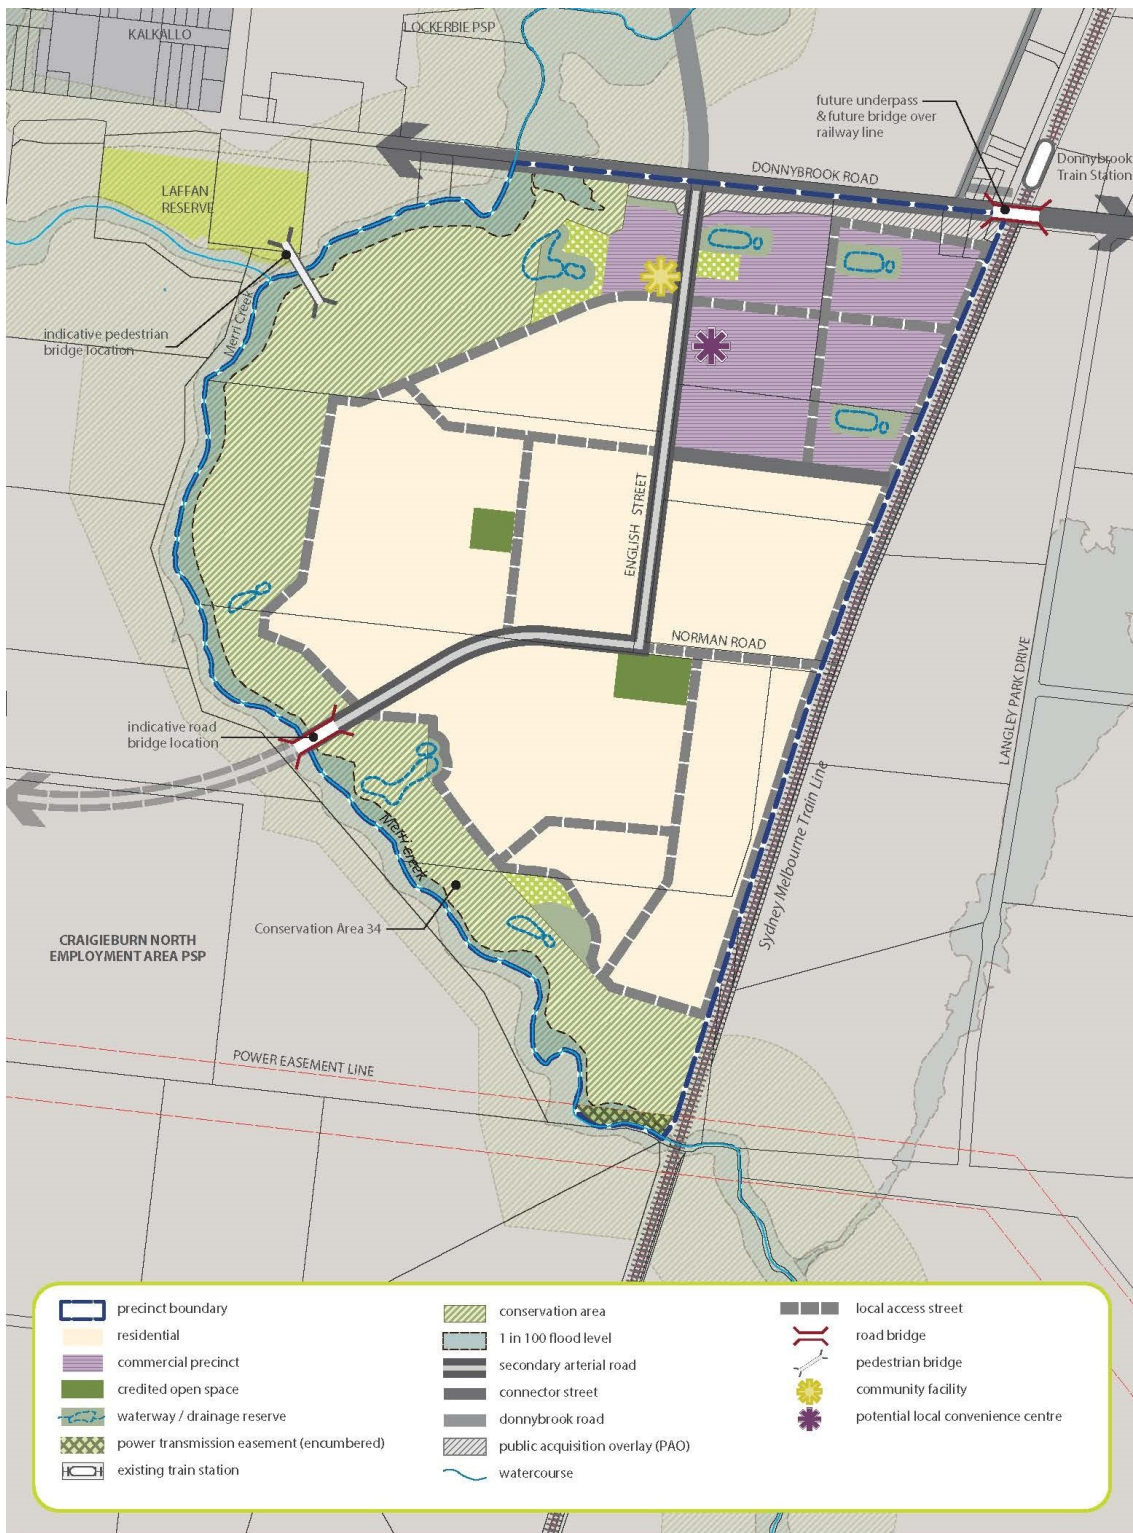 KALKALLO
LOCKERBIE PSP
future underpass
& future bridge over
railway line
Donnybrook
Train Station
DONNYBROOK ROAD
LAFFAN
RESERVE
Merri Creek
indicative pedestrian
bridge location
ENGLISH STREET
NORMAN ROAD
LANGLEY PARK DRIVE
indicative road
bridge location
Sydney Melbourne Train Line
Merri Creek
Conservation Area 34
CRAIGIEBURN NORTH
EMPLOYMENT AREA PSP
POWER EASEMENT LINE
precinct boundary
residential
commercial precinct
credited open space
waterway / drainage reserve
power transmission easement (encumbered)
existing train station
conservation area
1 in 100 flood level
secondary arterial road
connector street
donnybrook road
public acquisition overlay (PAO)
watercourse
local access street
road bridge
pedestrian bridge
community facility
potential local convenience centre